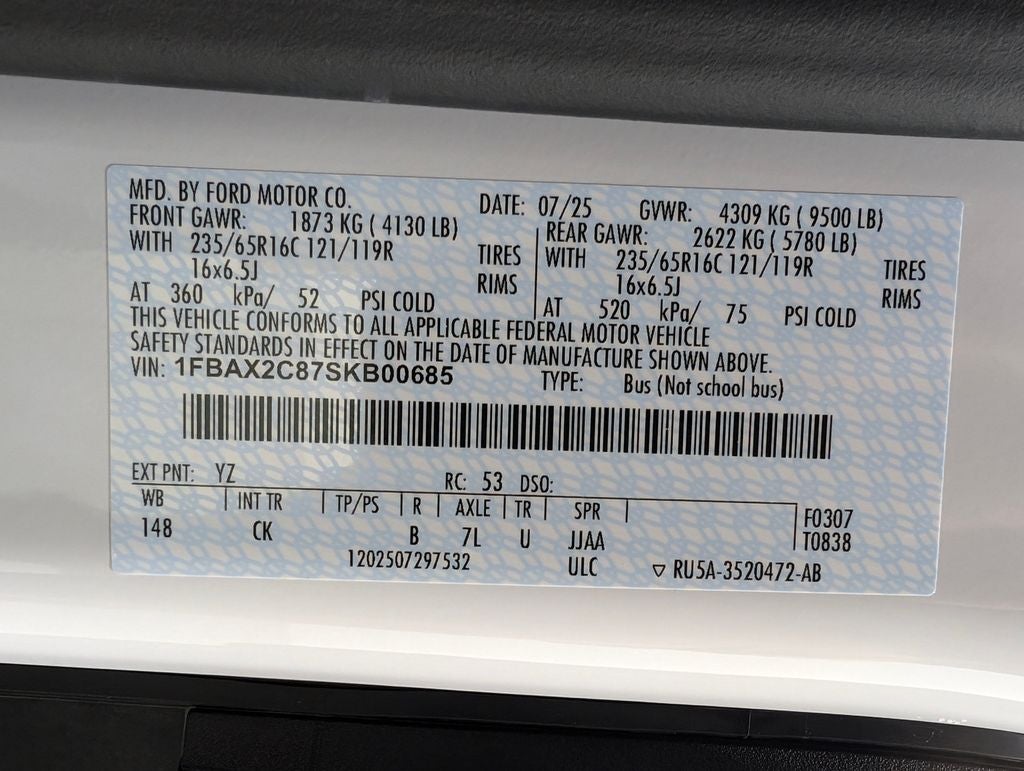 MFD. BY FORD MOTOR CO. DATE: 07/25 GVWR: 4309 KG ( 9500 LB)
FRONT GAWR: 1873 KG ( 4130 LB) REAR GAWR: 2622 KG ( 5780 LB)
WITH 235/65R16C 121/119R TIRES WITH 235/65R16C 121/119R TIRES
16x6.5J RIMS 16x6.5J RIMS
AT 360 kPa/ 52 PSI COLD AT 520 kPa/ 75 PSI COLD
THIS VEHICLE CONFORMS TO ALL APPLICABLE FEDERAL MOTOR VEHICLE
SAFETY STANDARDS IN EFFECT ON THE DATE OF MANUFACTURE SHOWN ABOVE.
VIN: 1FBAX2C87SKB00685 TYPE: Bus (Not school bus)
EXT PNT: YZ RC: 53 DSO:
WB INT TR TP/PS R AXLE TR SPR F0307
148 CK B 7L U JJAA T0838
1202507297532 ULC ▽ RU5A-3520472-AB